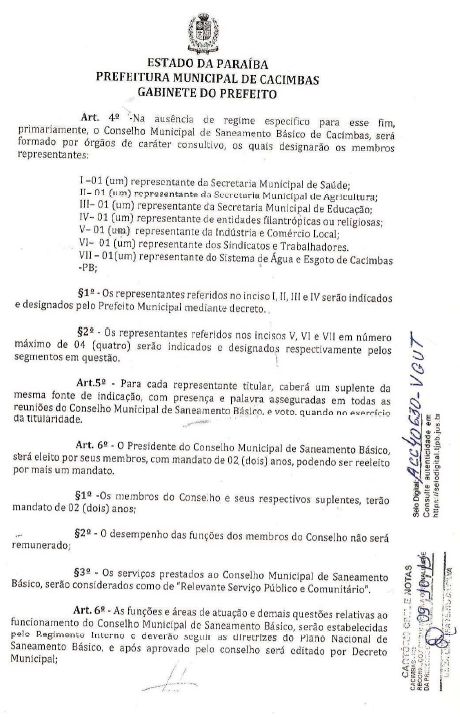 ESTADO DA PARAÍBA
PREFEITURA MUNICIPAL DE CACIMBAS
GABINETE DO PREFEITO
Art. 4º -Na ausência de regime específico para esse fim,
primariamente, o Conselho Municipal de Saneamento Básico de Cacimbas, será
formado por órgãos de caráter consultivo, os quais designarão os membros
representantes:
I –01 (um) representante da Secretaria Municipal de Saúde;
II– 01 (um) representante da Secretaria Municipal de Agricultura;
III– 01 (um) representante da Secretaria Municipal de Educação;
IV– 01 (um) representante de entidades filantrópicas ou religiosas;
V– 01 (um) representante da Indústria e Comércio Local;
VI– 01 (um) representante dos Sindicatos e Trabalhadores.
VII – 01(um) representante do Sistema de Água e Esgoto de Cacimbas
-PB;
§1º - Os representantes referidos no inciso I, II, III e IV serão indicados
e designados pelo Prefeito Municipal mediante decreto.
§2º - Os representantes referidos nos incisos V, VI e VII em número
máximo de 04 (quatro) serão indicados e designados respectivamente pelos
segmentos em questão.
Art.5º - Para cada representante titular, caberá um suplente da
mesma fonte de indicação, com presença e palavra asseguradas em todas as
reuniões do Conselho Municipal de Saneamento Básico, e voto, quando no exercício
da titularidade.
Art. 6º - O Presidente do Conselho Municipal de Saneamento Básico,
será eleito por seus membros, com mandato de 02 (dois) anos, podendo ser reeleito
por mais um mandato.
§1º -Os membros do Conselho e seus respectivos suplentes, terão
mandato de 02 (dois) anos;
§2º - O desempenho das funções dos membros do Conselho não será
remunerado;
§3º - Os serviços prestados ao Conselho Municipal de Saneamento
Básico, serão considerados como de "Relevante Serviço Público e Comunitário".
Art. 6º - As funções e áreas de atuação e demais questões relativas ao
funcionamento do Conselho Municipal de Saneamento Básico, serão estabelecidas
pelo Regimento Interno e deverão seguir as diretrizes do Plano Nacional de
Saneamento Básico, e após aprovado pelo conselho será editado por Decreto
Municipal;
Selo Digital: ACC40630-VGUT
Consulte autenticidade em
https://selodigital.tjpb.jus.br
NOTAS